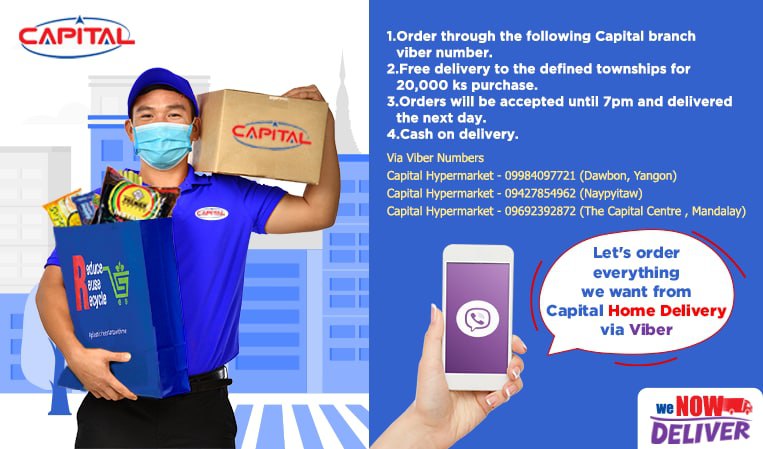 CAPITAL
CAPITAL
CAPITAL
Reduce
Reuse
Recycle
1.Order through the following Capital branch
viber number.
2.Free delivery to the defined townships for
20,000 ks purchase.
3.Orders will be accepted until 7pm and delivered
the next day.
4.Cash on delivery.
Via Viber Numbers
Capital Hypermarket - 09984097721 (Dawbon, Yangon)
Capital Hypermarket - 09427854962 (Naypyitaw)
Capital Hypermarket - 09692392872 (The Capital Centre , Mandalay)
Let's order
everything
we want from
Capital Home Delivery
via Viber
we NOW
DELIVER